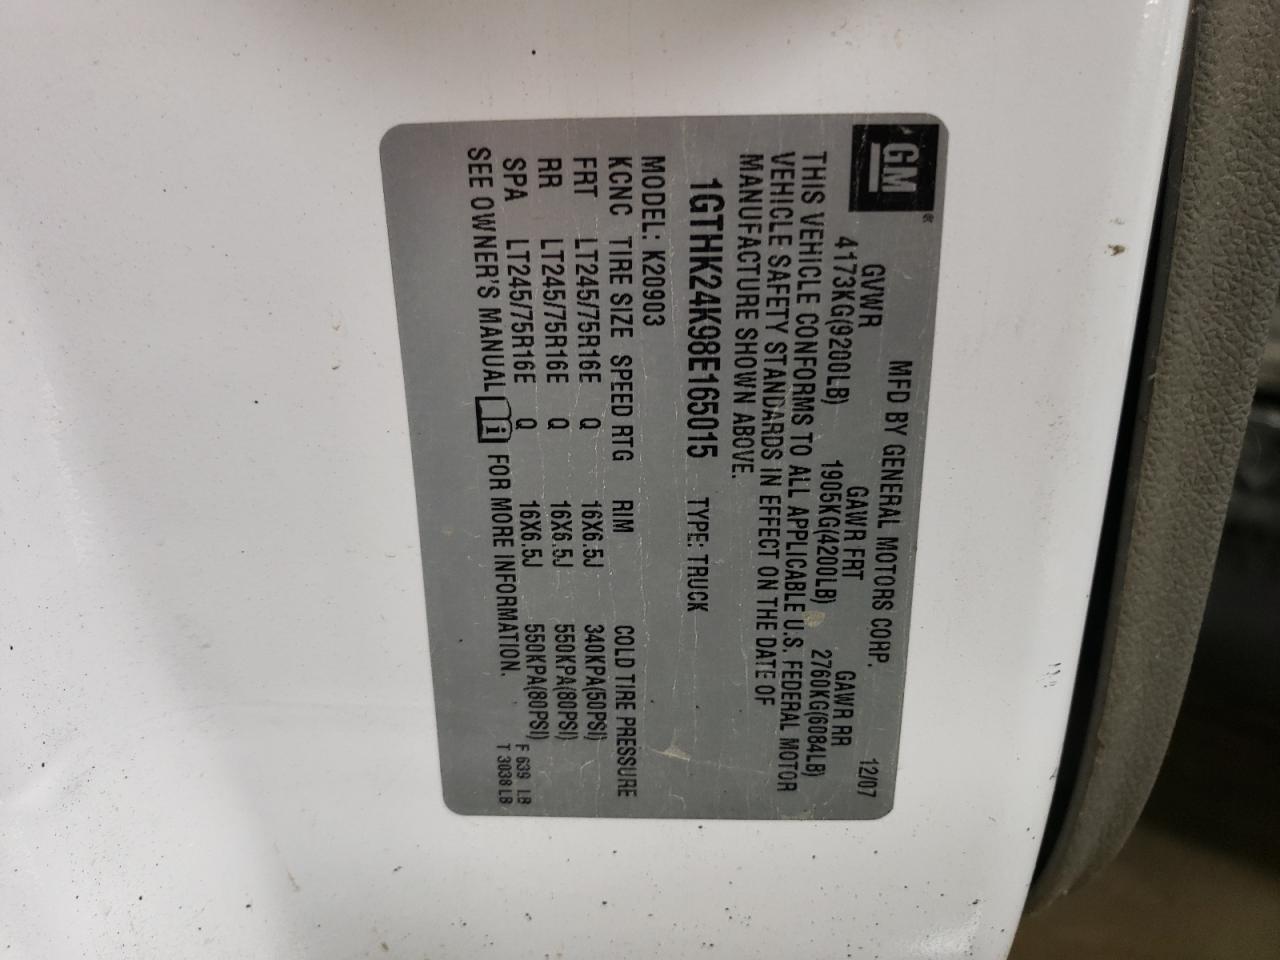 GM
MFD BY GENERAL MOTORS CORP. 12/07
GVWR GAWR FRT GAWR RR
4173KG(9200LB) 1905KG(4200LB) 2760KG(6084LB)
THIS VEHICLE CONFORMS TO ALL APPLICABLE U.S. FEDERAL MOTOR
VEHICLE SAFETY STANDARDS IN EFFECT ON THE DATE OF
MANUFACTURE SHOWN ABOVE.
1GTHK24K98E165015 TYPE: TRUCK
MODEL: K20903
KCNC TIRE SIZE SPEED RTG RIM COLD TIRE PRESSURE
FRT LT245/75R16E Q 16X6.5J 340KPA(50PSI)
RR LT245/75R16E Q 16X6.5J 550KPA(80PSI)
SPA LT245/75R16E Q 16X6.5J 550KPA(80PSI)
SEE OWNER'S MANUAL i FOR MORE INFORMATION.
F 639 LB
T 3038 LB